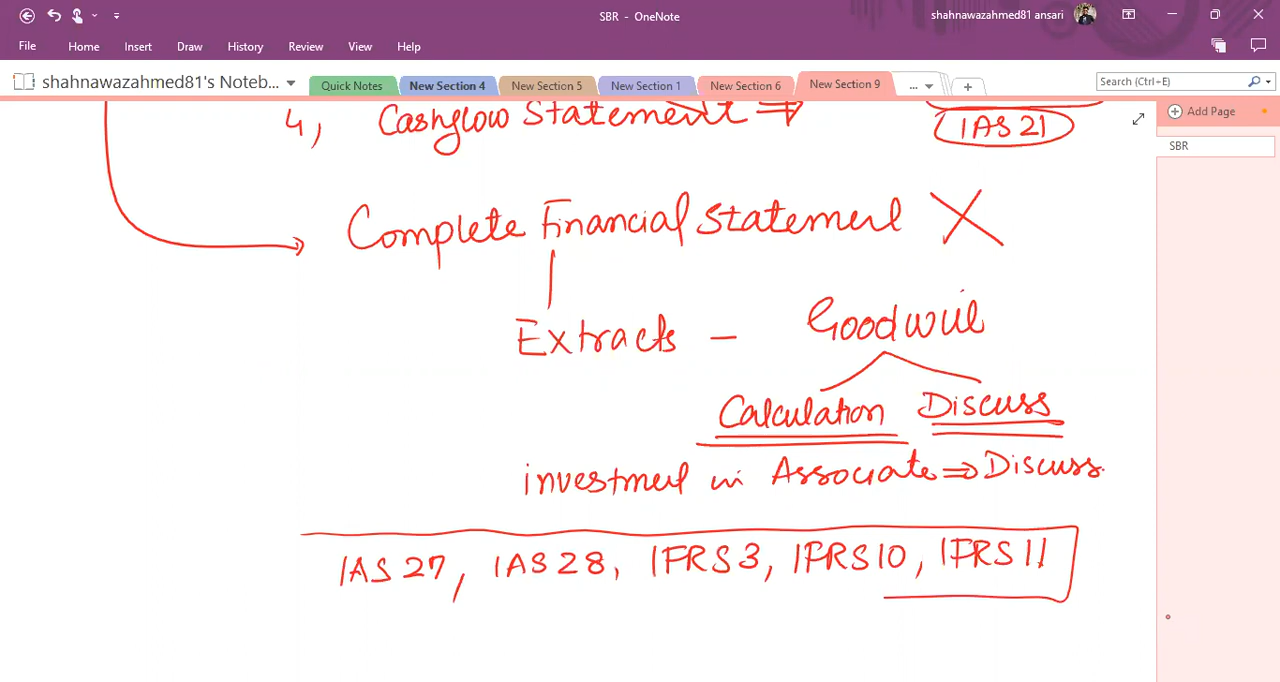 SBR - OneNote
shahnawazahmed81 ansari
File Home Insert Draw History Review View Help
shahnawazahmed81's Noteb... Quick Notes New Section 4 New Section 5 New Section 1 New Section 6 New Section 9 ... + Search (Ctrl+E)
Add Page
SBR
4, Cashflow Statement ⇒ IAS 21
Complete Financial Statement X
Extracts - Goodwill
Calculation Discuss
investment in Associate ⇒ Discuss.
IAS 27, IAS 28, IFRS 3, IFRS 10, IFRS 11